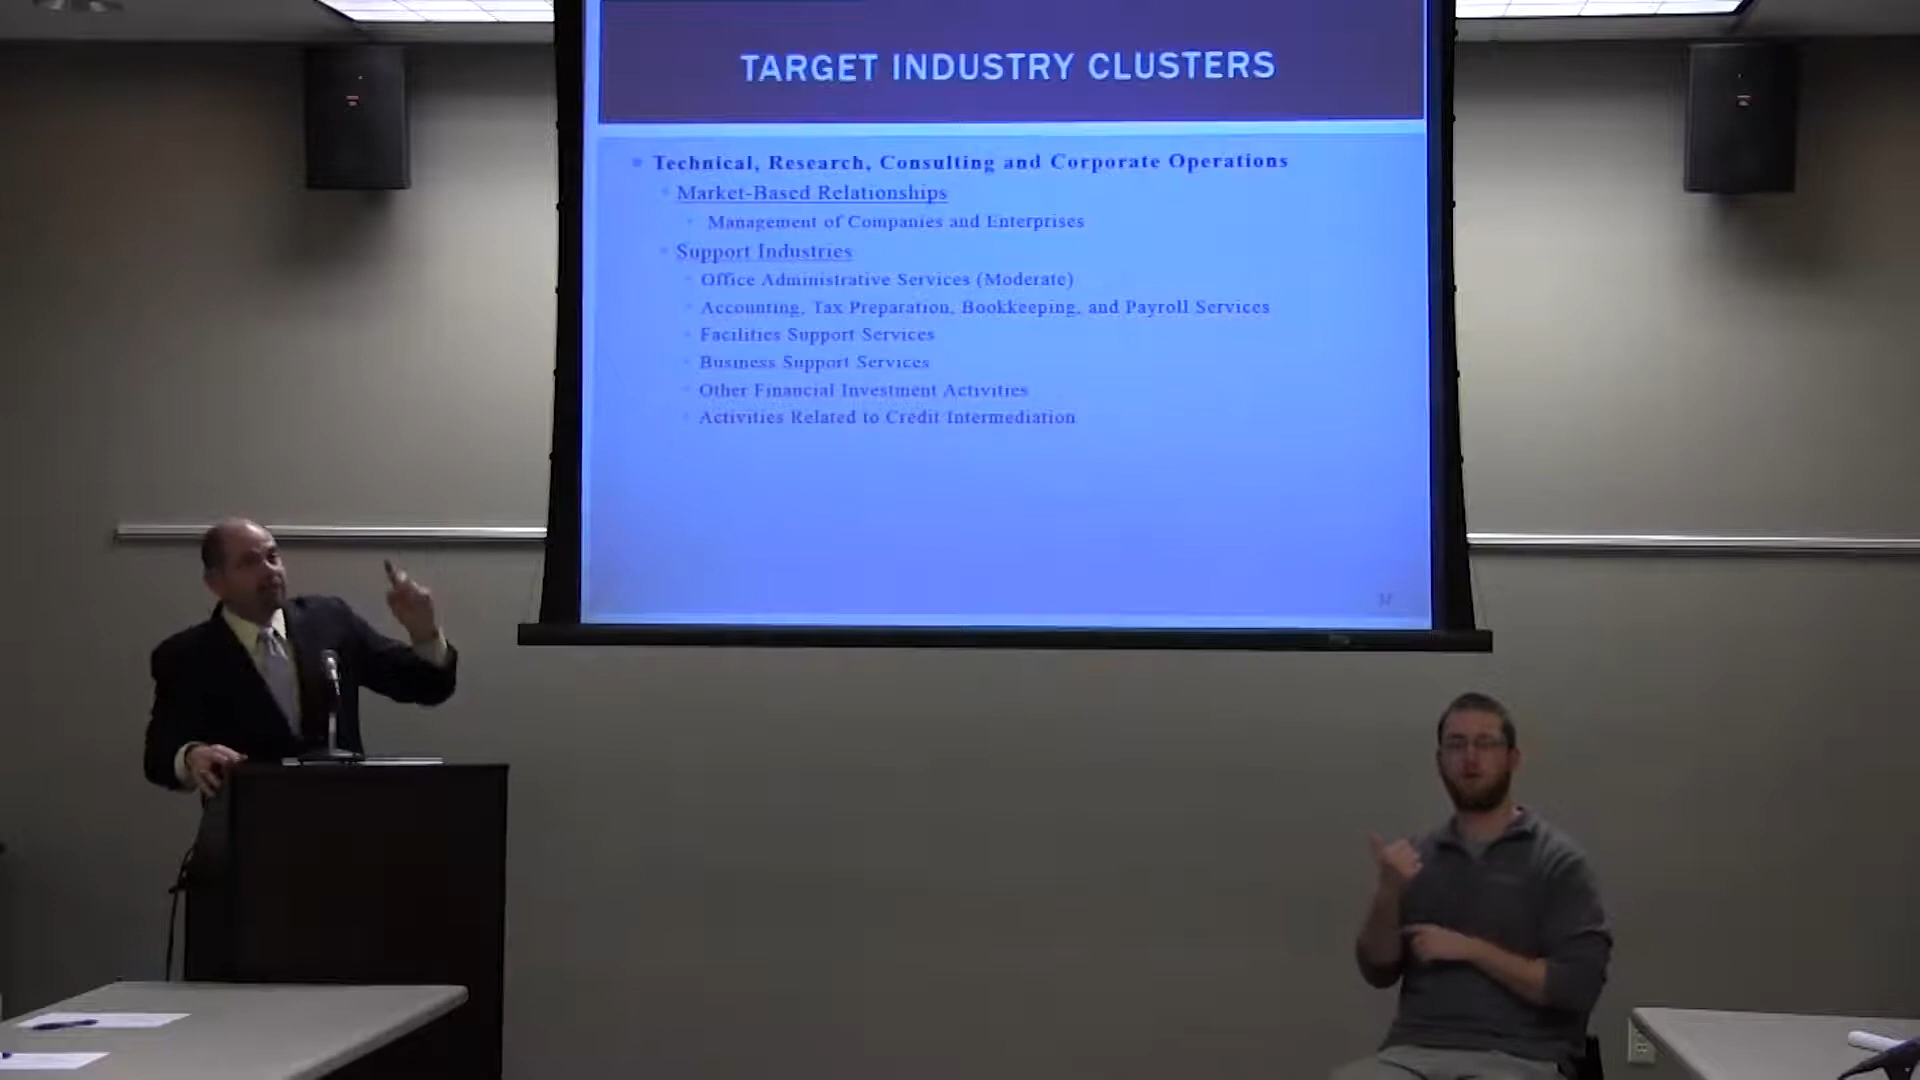 TARGET INDUSTRY CLUSTERS
Technical, Research, Consulting and Corporate Operations
Market-Based Relationships
Management of Companies and Enterprises
Support Industries
Office Administrative Services (Moderate)
Accounting, Tax Preparation, Bookkeeping, and Payroll Services
Facilities Support Services
Business Support Services
Other Financial Investment Activities
Activities Related to Credit Intermediation